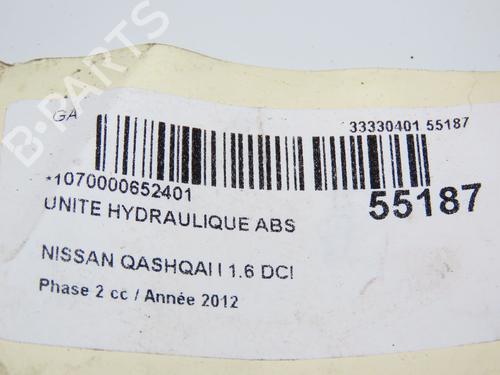 GA
33330401 55187
*1070000652401
55187
UNITE HYDRAULIQUE ABS
NISSAN QASHQAI I 1.6 DCI
Phase 2 cc / Année 2012
B-PARTS